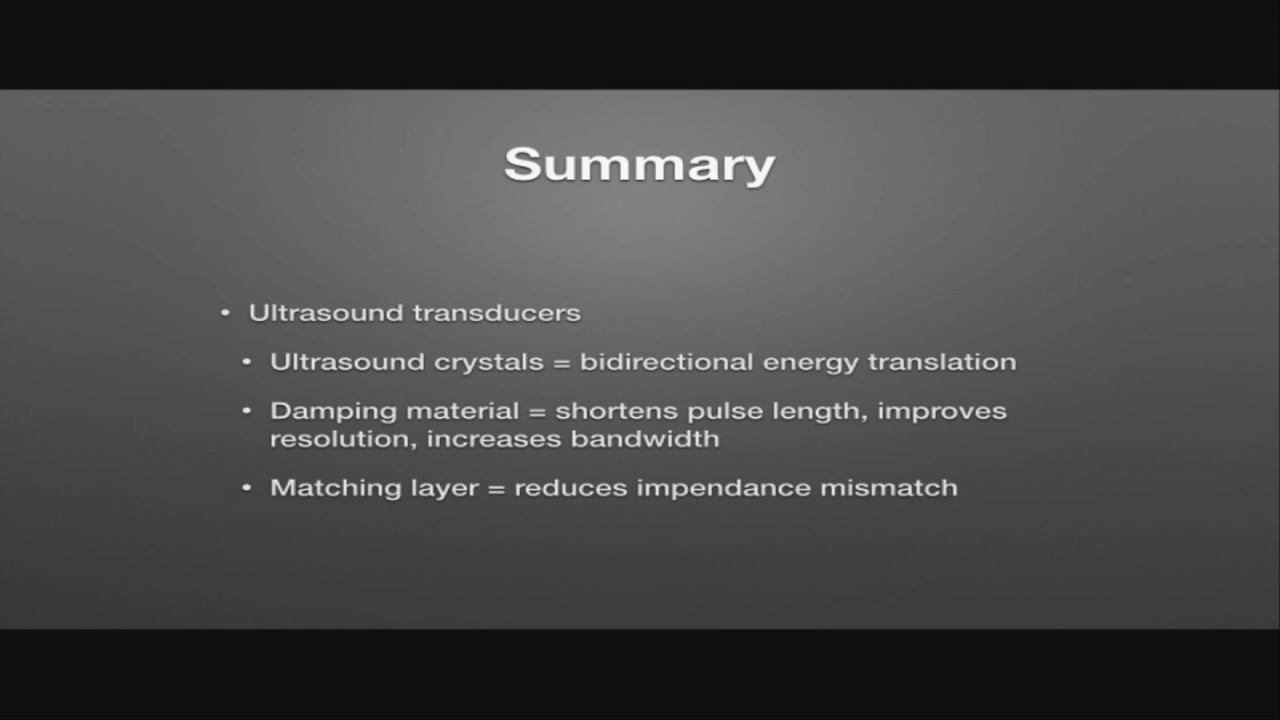 Summary
• Ultrasound transducers
• Ultrasound crystals = bidirectional energy translation
• Damping material = shortens pulse length, improves
resolution, increases bandwidth
• Matching layer = reduces impendance mismatch